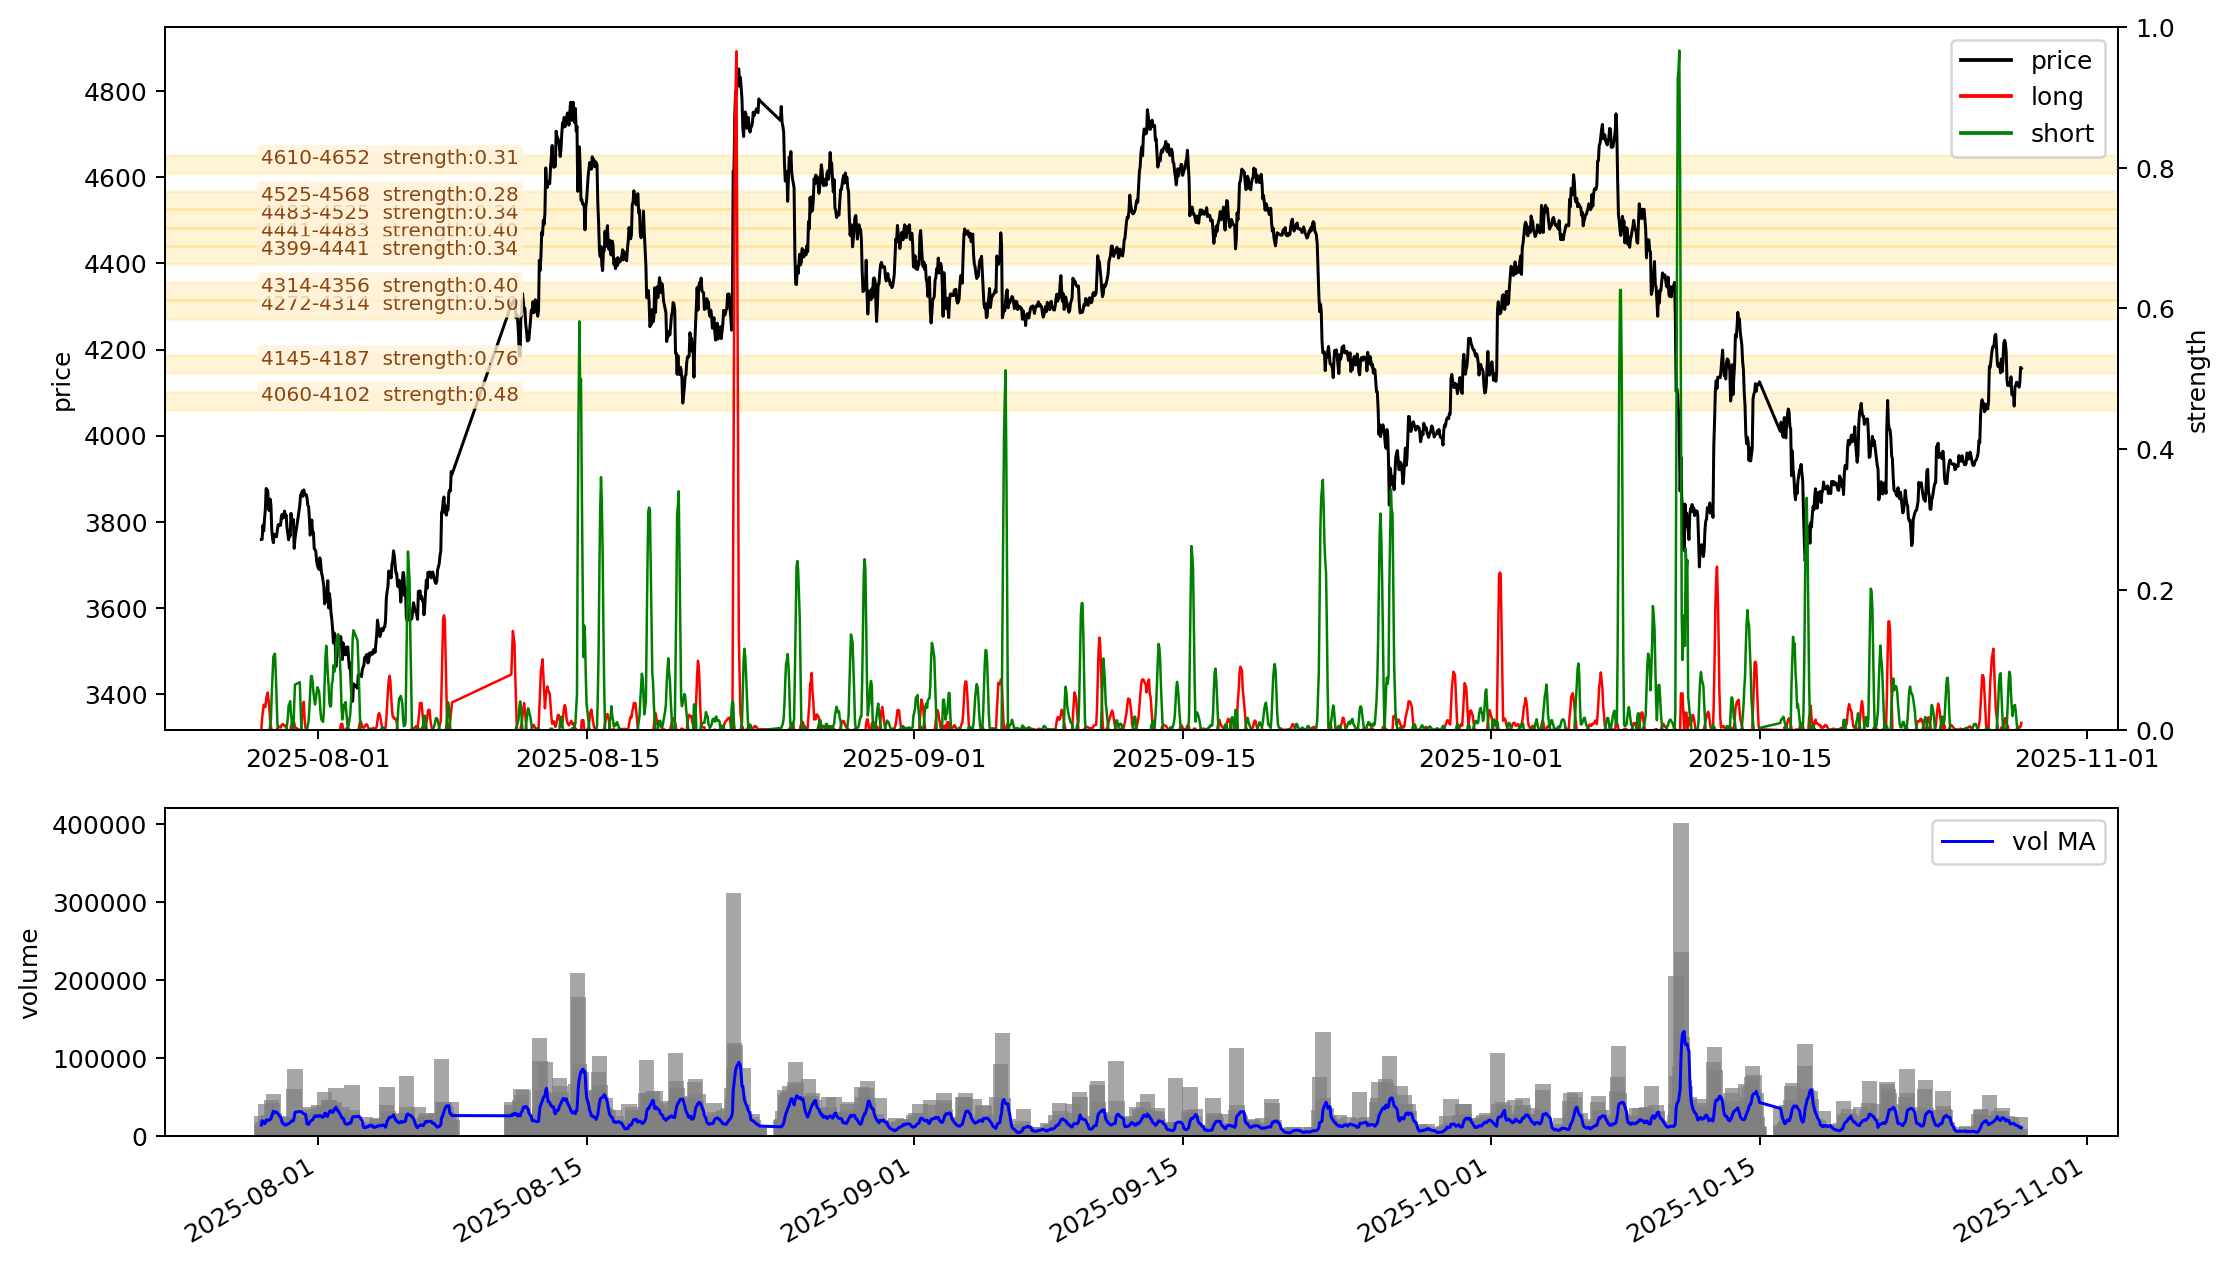 price
long
short
4800
4600
4400
4200
4000
3800
3600
3400
price
1.0
0.8
0.6
0.4
0.2
0.0
strength
4610-4652 strength:0.31
4525-4568 strength:0.28
4483-4525 strength:0.34
4441-4483 strength:0.40
4399-4441 strength:0.34
4314-4356 strength:0.40
4272-4314 strength:0.50
4145-4187 strength:0.76
4060-4102 strength:0.48
2025-08-01
2025-08-15
2025-09-01
2025-09-15
2025-10-01
2025-10-15
2025-11-01
vol MA
400000
300000
200000
100000
0
volume
2025-08-01
2025-08-15
2025-09-01
2025-09-15
2025-10-01
2025-10-15
2025-11-01